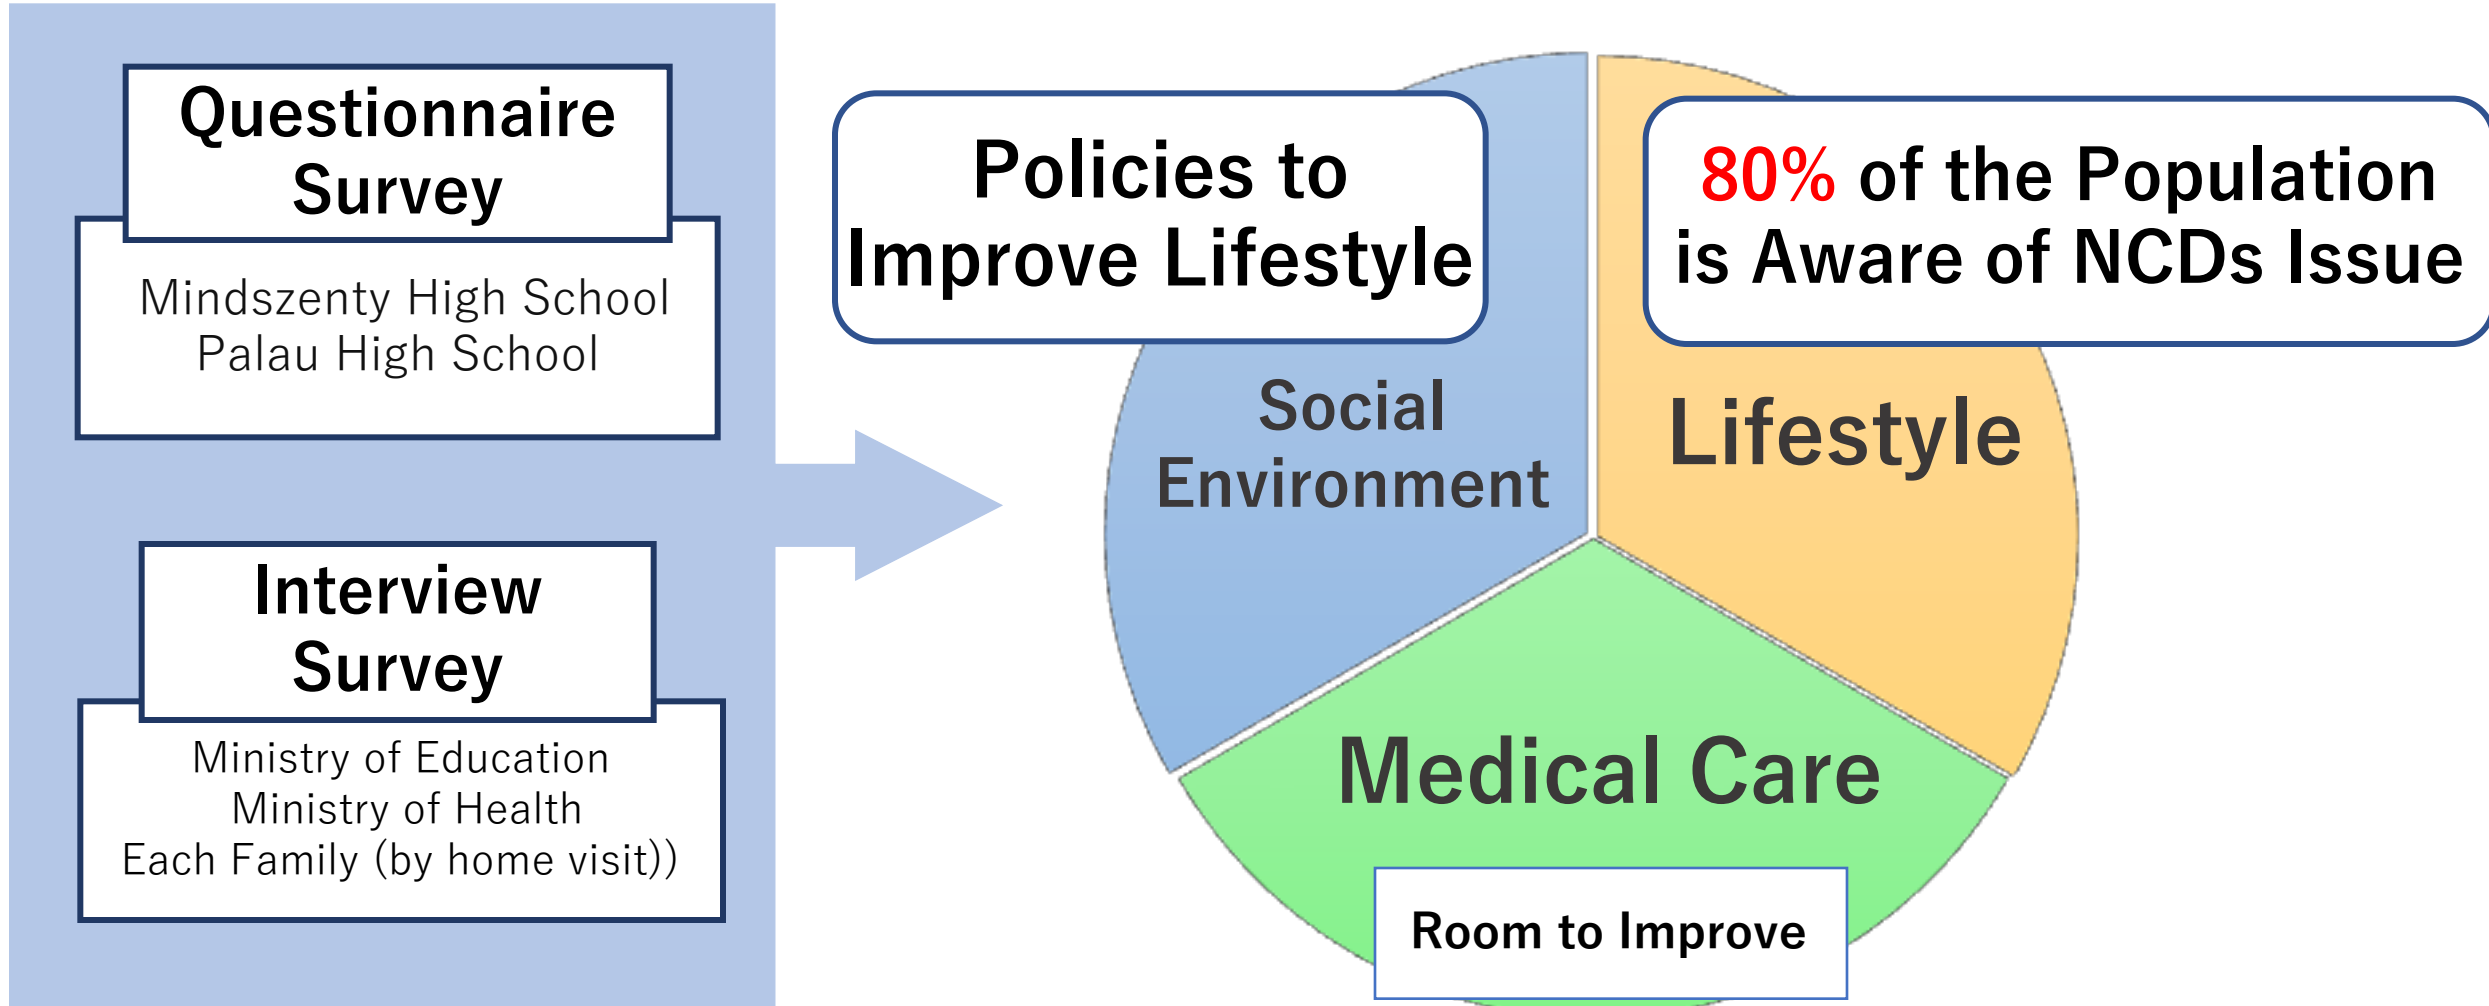 Questionnaire
Survey
Mindszenty High School
Palau High School
Interview
Survey
Ministry of Education
Ministry of Health
Each Family (by home visit))
Policies to
Improve Lifestyle
80% of the Population
is Aware of NCDs Issue
Social
Environment
Lifestyle
Medical Care
Room to Improve